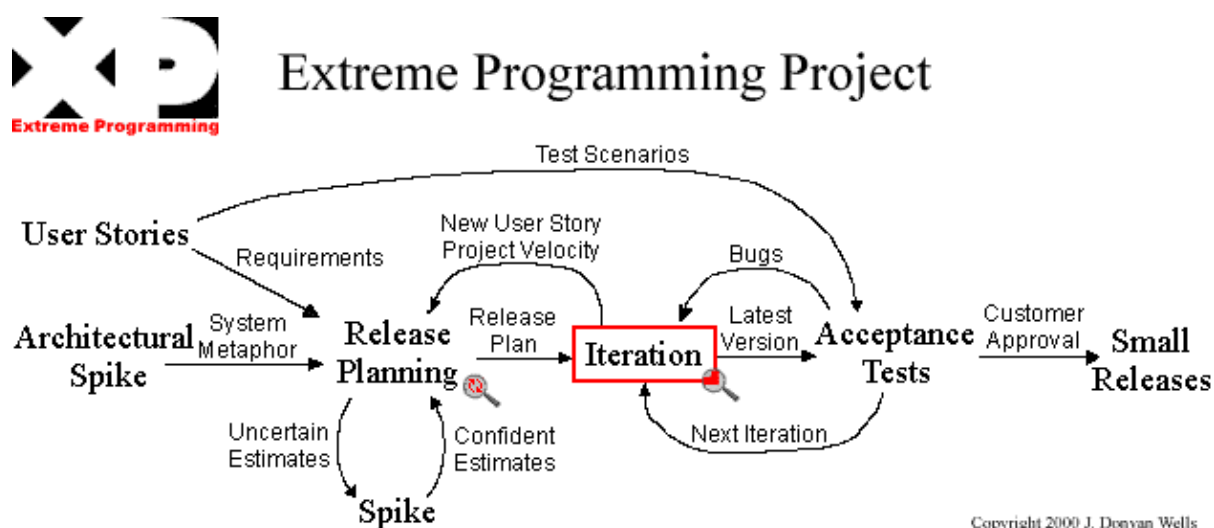 XP
Extreme Programming
Extreme Programming Project
Test Scenarios
User Stories
New User Story
Project Velocity
Requirements
Bugs
Architectural
Spike
System
Metaphor
Release
Planning
Release
Plan
Iteration
Latest
Version
Acceptance
Tests
Customer
Approval
Small
Releases
Uncertain
Estimates
Confident
Estimates
Next Iteration
Spike
Copyright 2000 J. Donvan Wells